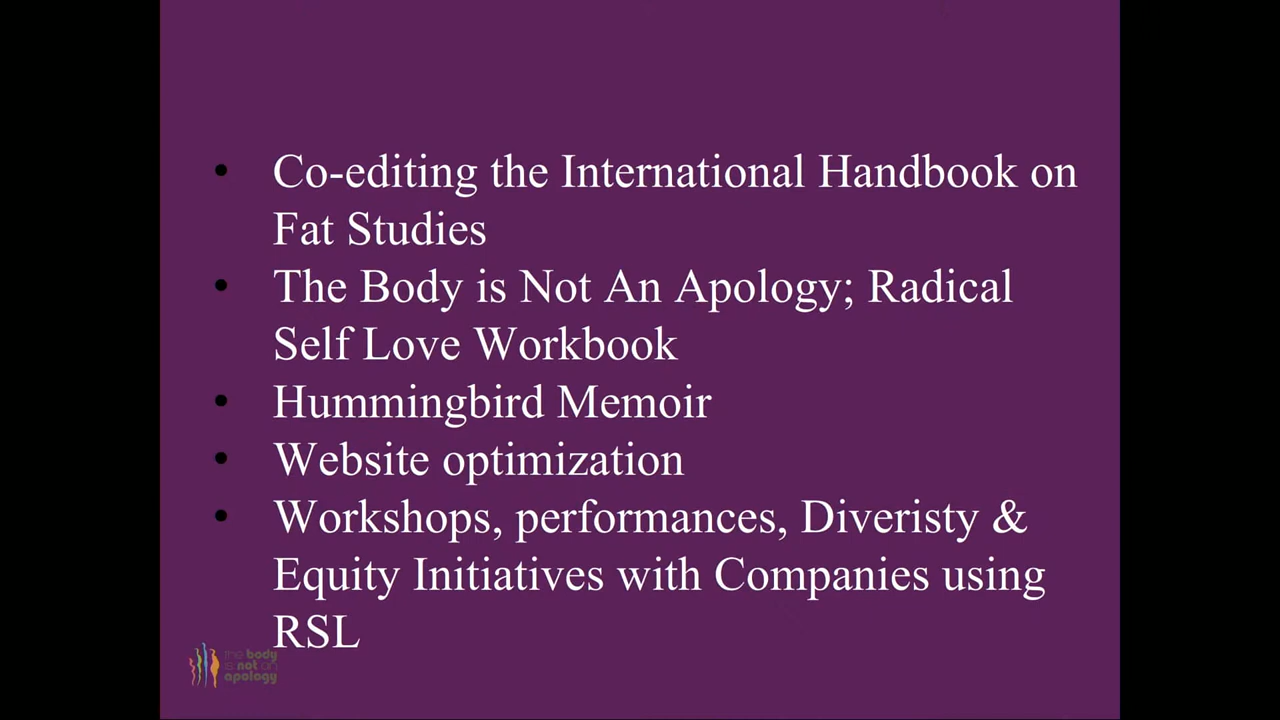 • Co-editing the International Handbook on
Fat Studies
• The Body is Not An Apology; Radical
Self Love Workbook
• Hummingbird Memoir
• Website optimization
• Workshops, performances, Diveristy &
Equity Initiatives with Companies using
RSL
the body
is not an
apology